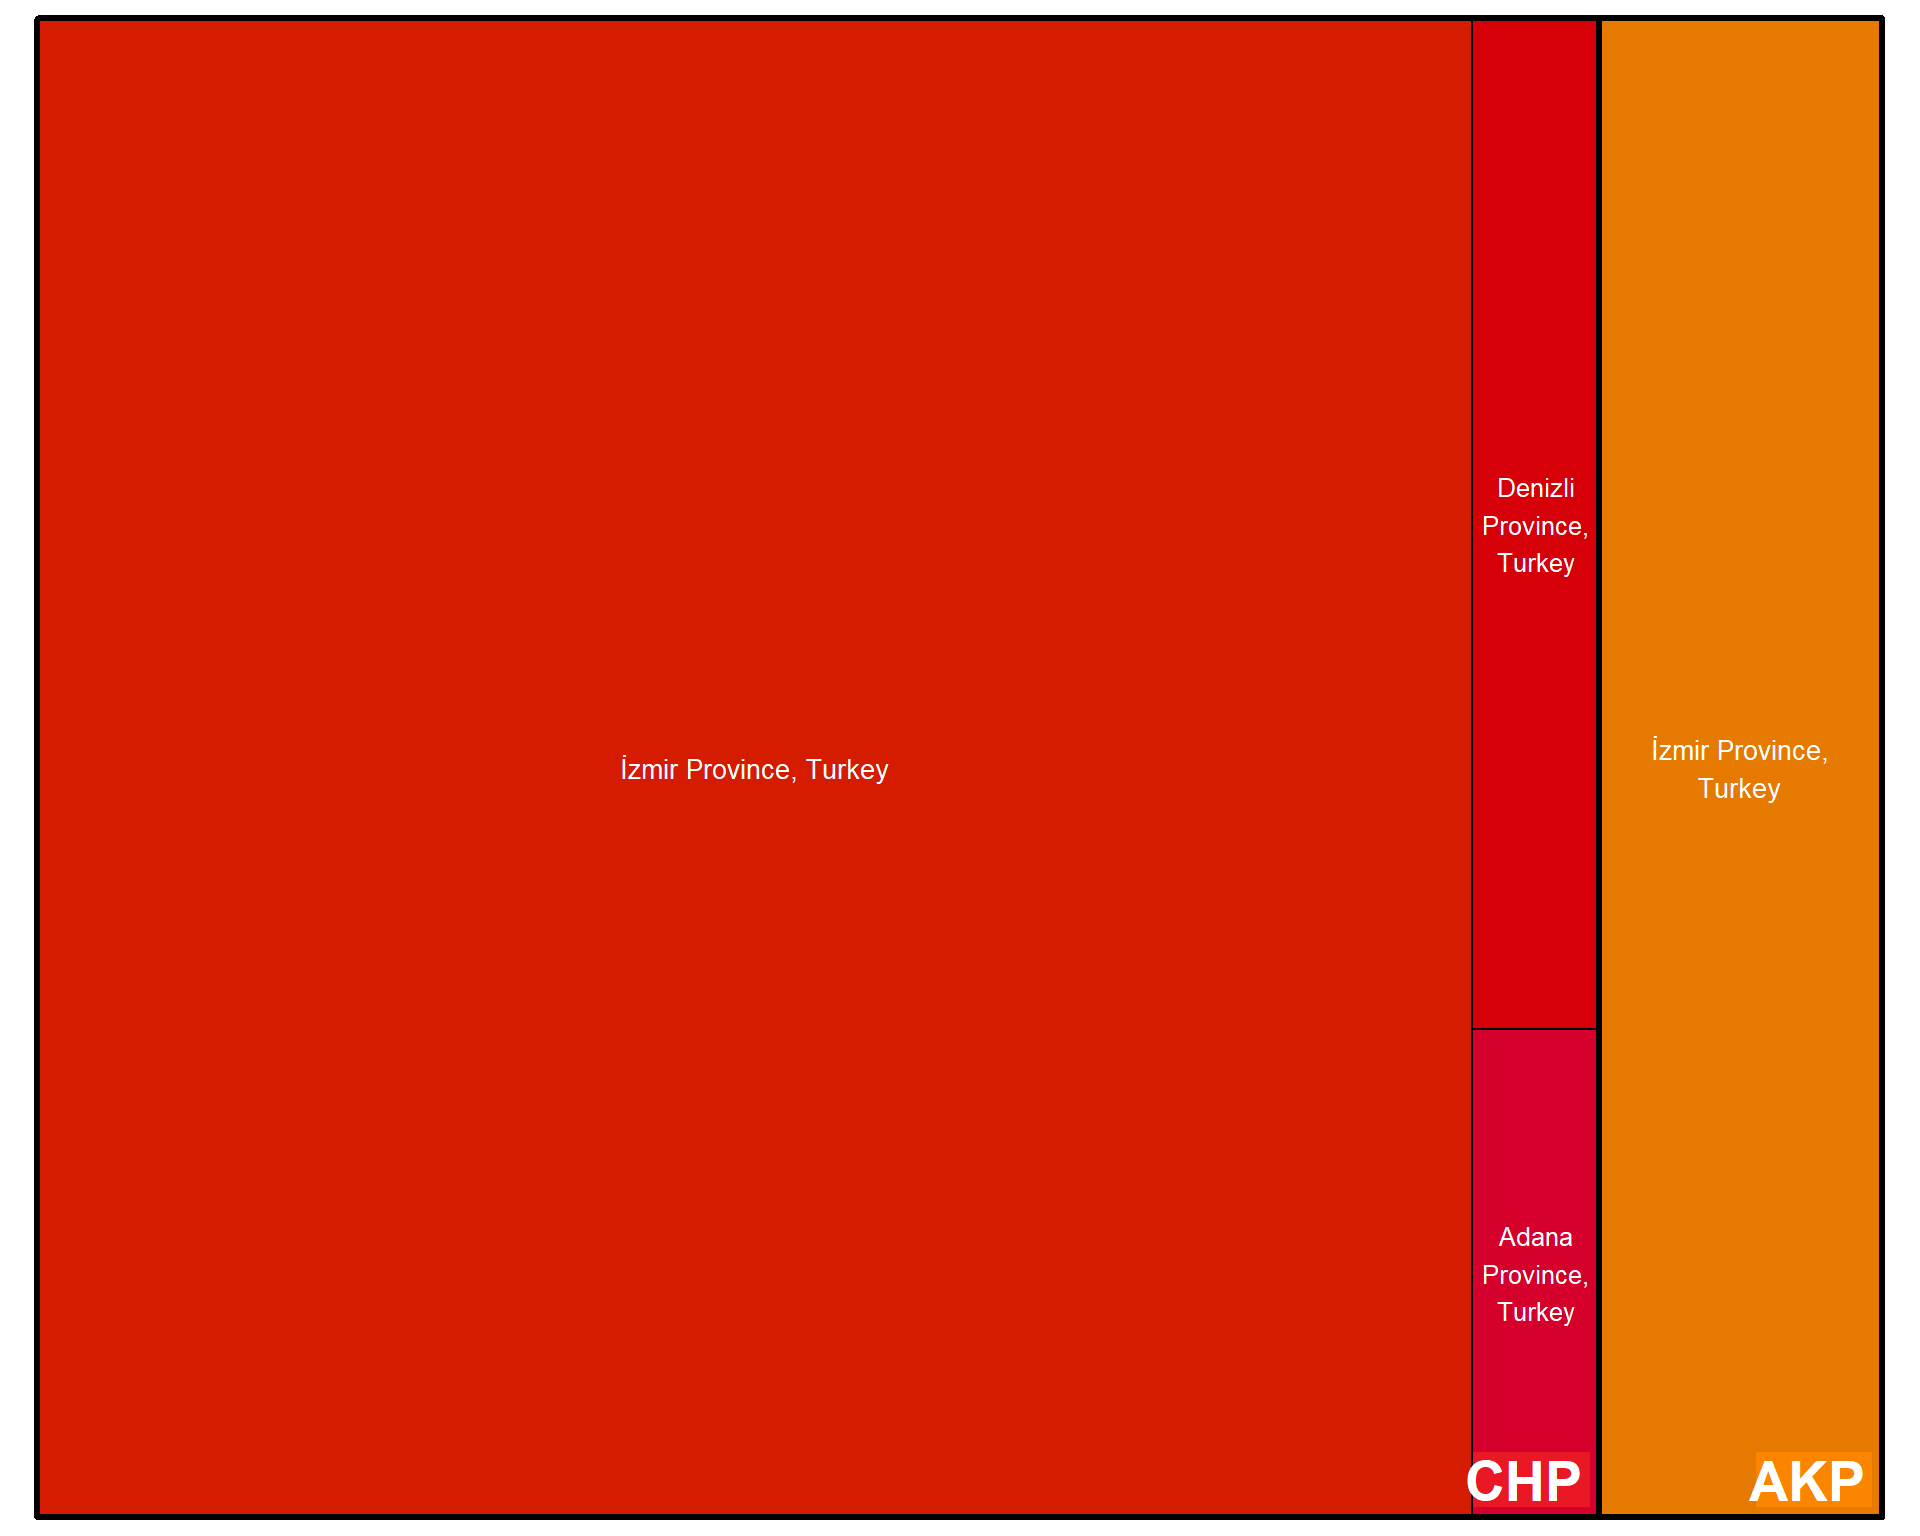 İzmir Province, Turkey
Denizli
Province,
Turkey
Adana
Province,
Turkey
CHP
İzmir Province,
Turkey
AKP